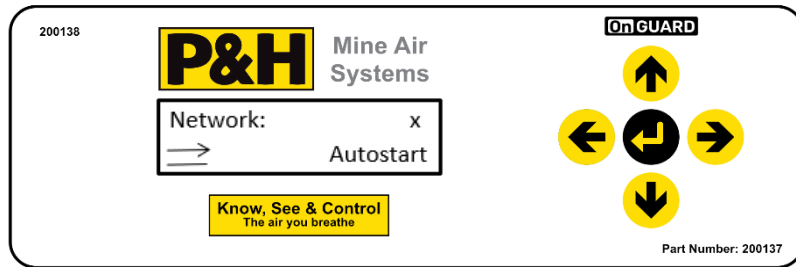 200138
P&H
Mine Air
Systems
Network: x
Autostart
Know, See & Control
The air you breathe
OnGUARD
Part Number: 200137